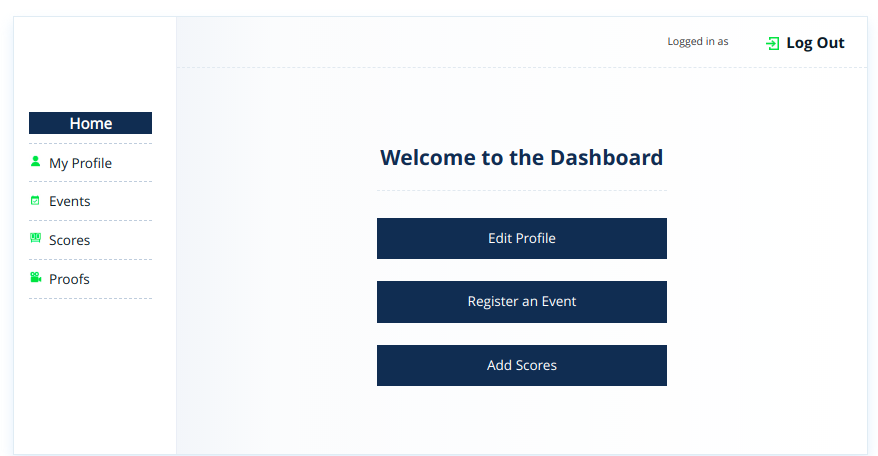 Logged in as
Log Out
Home
My Profile
Events
Scores
Proofs
Welcome to the Dashboard
Edit Profile
Register an Event
Add Scores